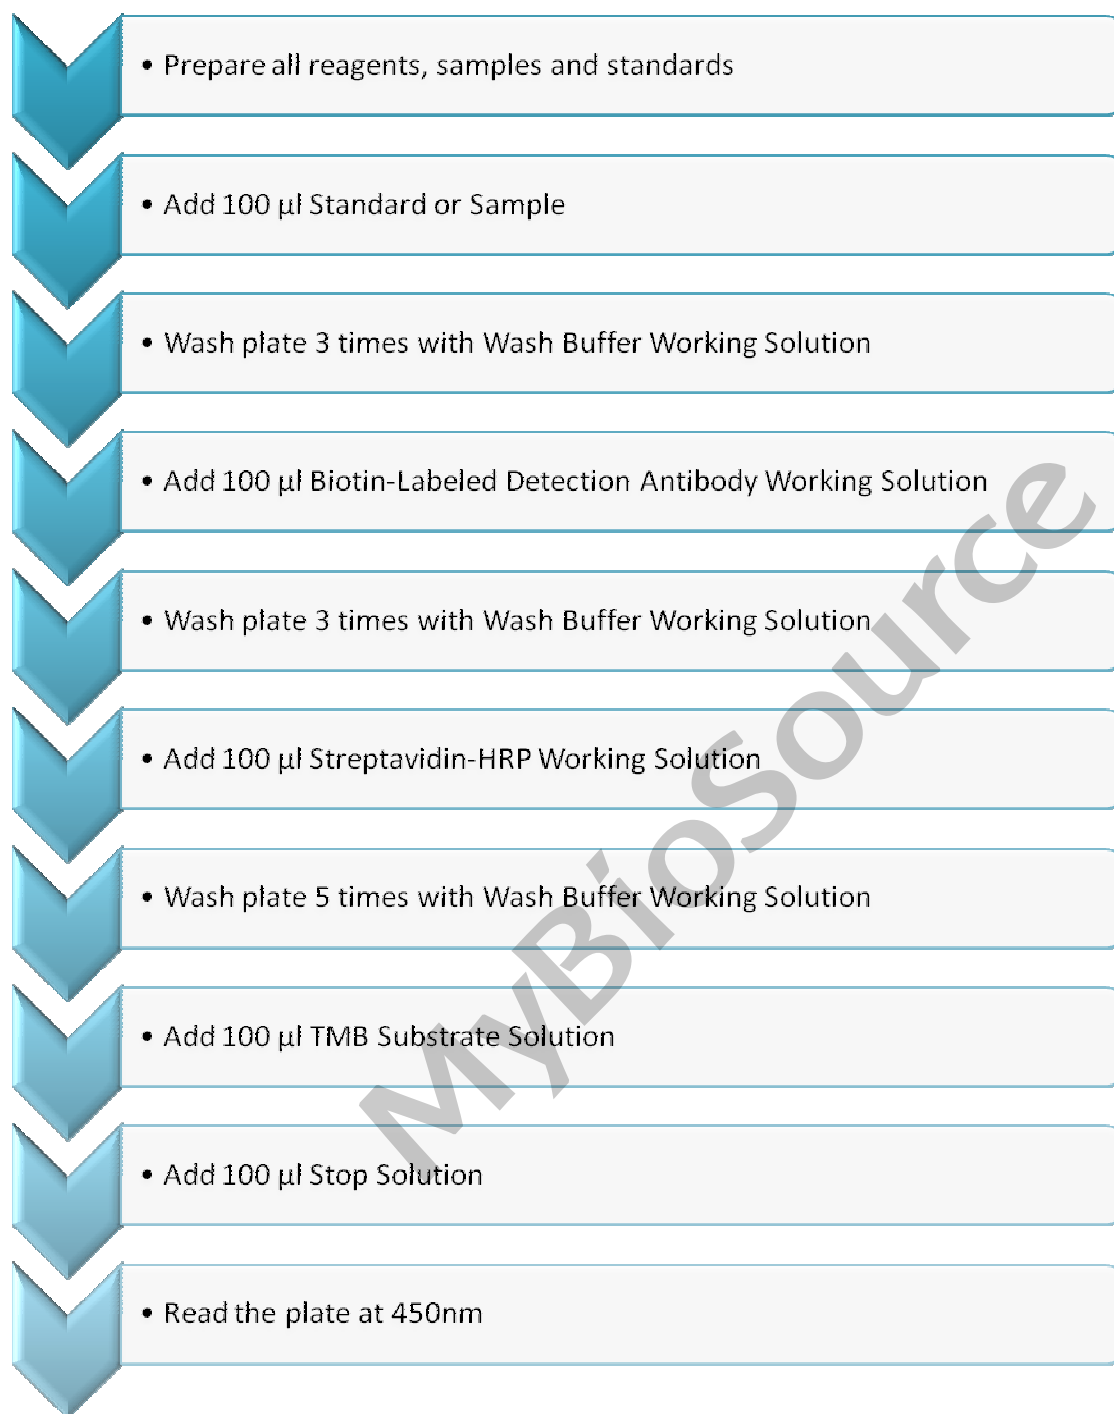 • Prepare all reagents, samples and standards
• Add 100 µl Standard or Sample
• Wash plate 3 times with Wash Buffer Working Solution
• Add 100 µl Biotin-Labeled Detection Antibody Working Solution
• Wash plate 3 times with Wash Buffer Working Solution
• Add 100 µl Streptavidin-HRP Working Solution
• Wash plate 5 times with Wash Buffer Working Solution
• Add 100 µl TMB Substrate Solution
• Add 100 µl Stop Solution
• Read the plate at 450nm
MyBioSource